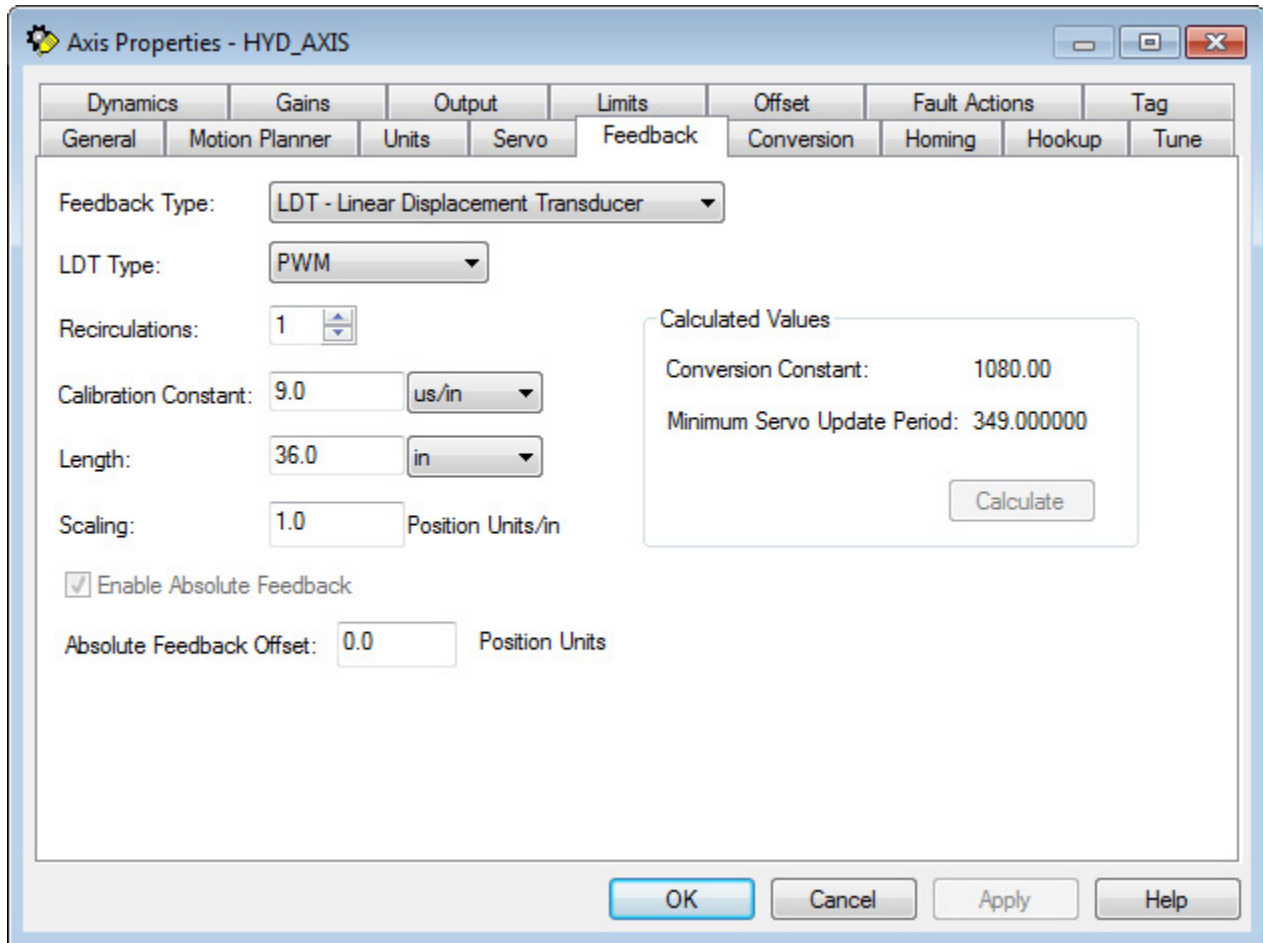 Axis Properties - HYD_AXIS
Dynamics Gains Output Limits Offset Fault Actions Tag
General Motion Planner Units Servo Feedback Conversion Homing Hookup Tune
Feedback Type: LDT - Linear Displacement Transducer
LDT Type: PWM
Recirculations: 1
Calibration Constant: 9.0 us/in
Length: 36.0 in
Scaling: 1.0 Position Units/in
Enable Absolute Feedback
Absolute Feedback Offset: 0.0 Position Units
Calculated Values
Conversion Constant: 1080.00
Minimum Servo Update Period: 349.000000
Calculate
OK Cancel Apply Help